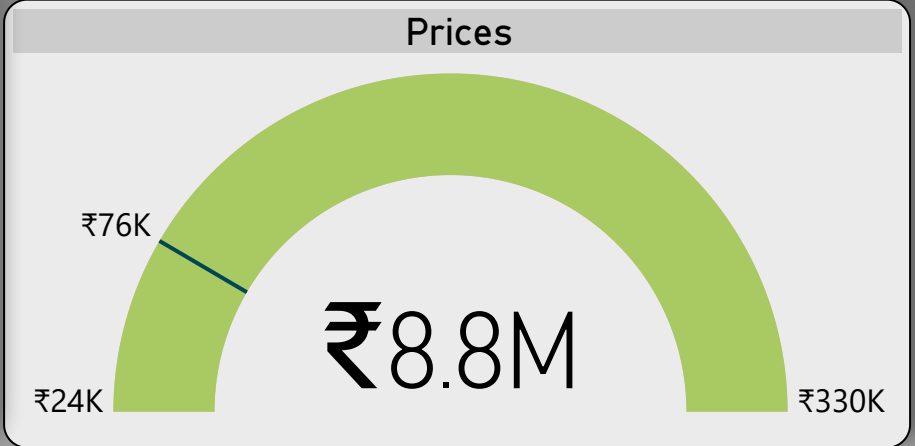 Prices
₹76K
₹8.8M
₹24K
₹330K